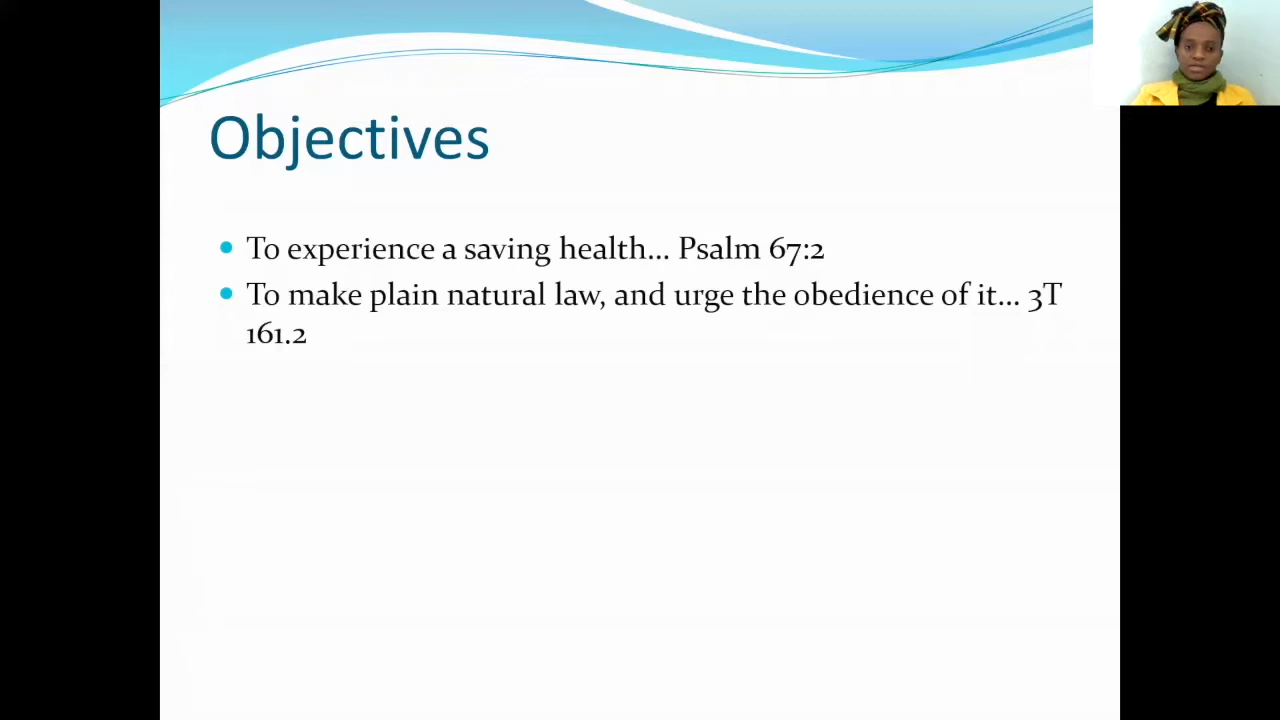 Objectives
To experience a saving health... Psalm 67:2
To make plain natural law, and urge the obedience of it... 3T
161.2